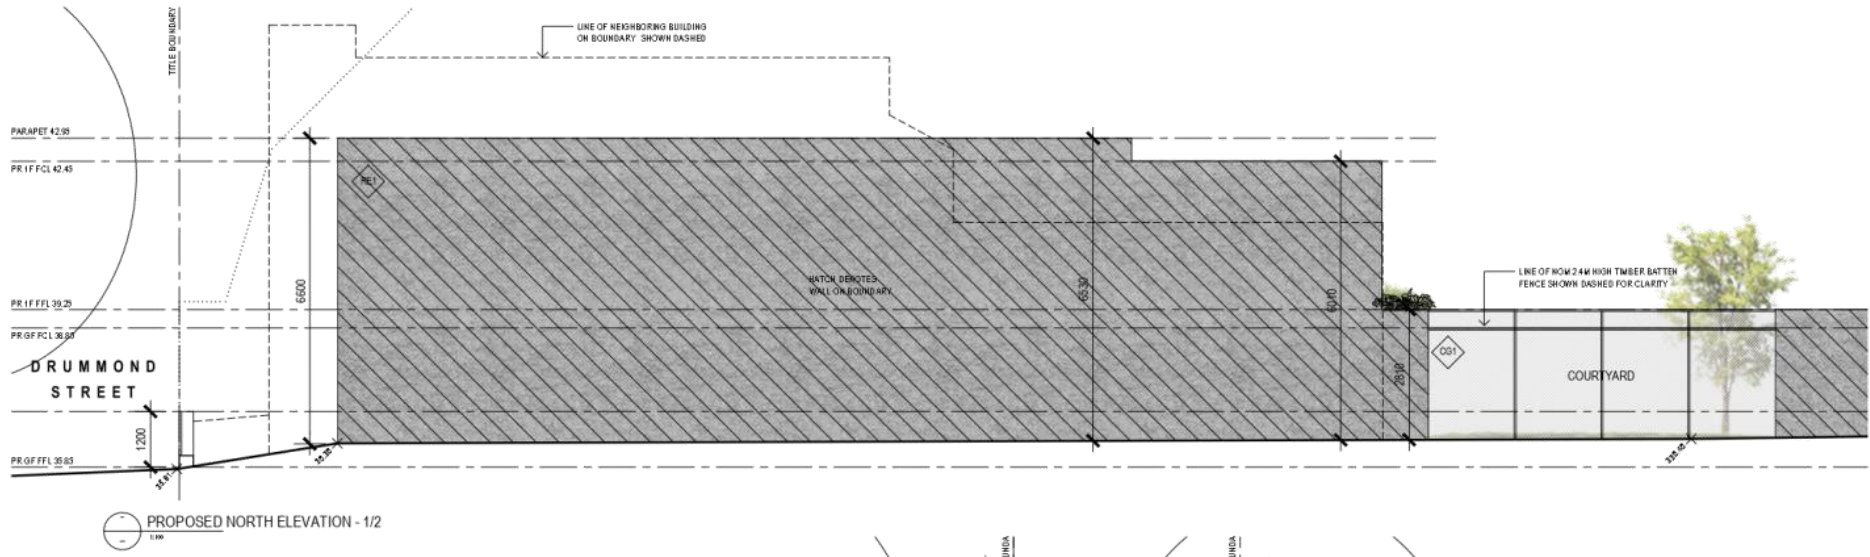 TITLE BOUNDARY
LINE OF NEIGHBORING BUILDING
ON BOUNDARY SHOWN DASHED
PARAPET 42.95
PR 1F FCL 42.45
RE1
HATCH DENOTES
WALL ON BOUNDARY
6600
6530
6010
LINE OF NOM 2.4M HIGH TIMBER BATTEN
FENCE SHOWN DASHED FOR CLARITY
PR 1F FFL 39.25
PR GF FCL 38.83
DRUMMOND
STREET
CG1
COURTYARD
2810
1200
PR GF FFL 35.83
PROPOSED NORTH ELEVATION - 1/2
1:100